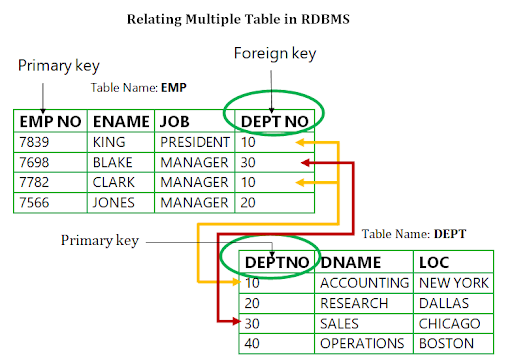 Relating Multiple Table in RDBMS
Primary key
Foreign key
Table Name: EMP
EMP NO ENAME JOB DEPT NO
7839 KING PRESIDENT 10
7698 BLAKE MANAGER 30
7782 CLARK MANAGER 10
7566 JONES MANAGER 20
Primary key
Table Name: DEPT
DEPTNO DNAME LOC
10 ACCOUNTING NEW YORK
20 RESEARCH DALLAS
30 SALES CHICAGO
40 OPERATIONS BOSTON